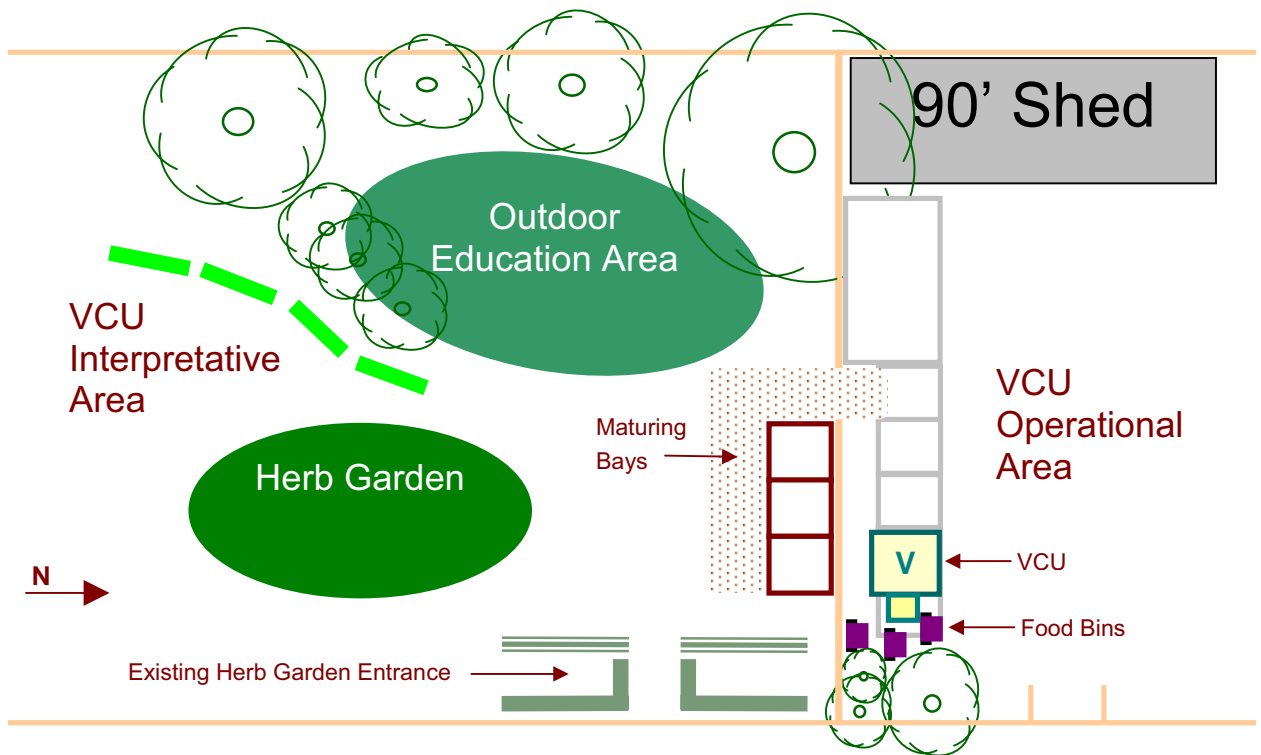 90’ Shed
Outdoor
Education Area
VCU
Interpretative
Area
VCU
Operational
Area
Maturing
Bays
Herb Garden
V
VCU
N
Food Bins
Existing Herb Garden Entrance